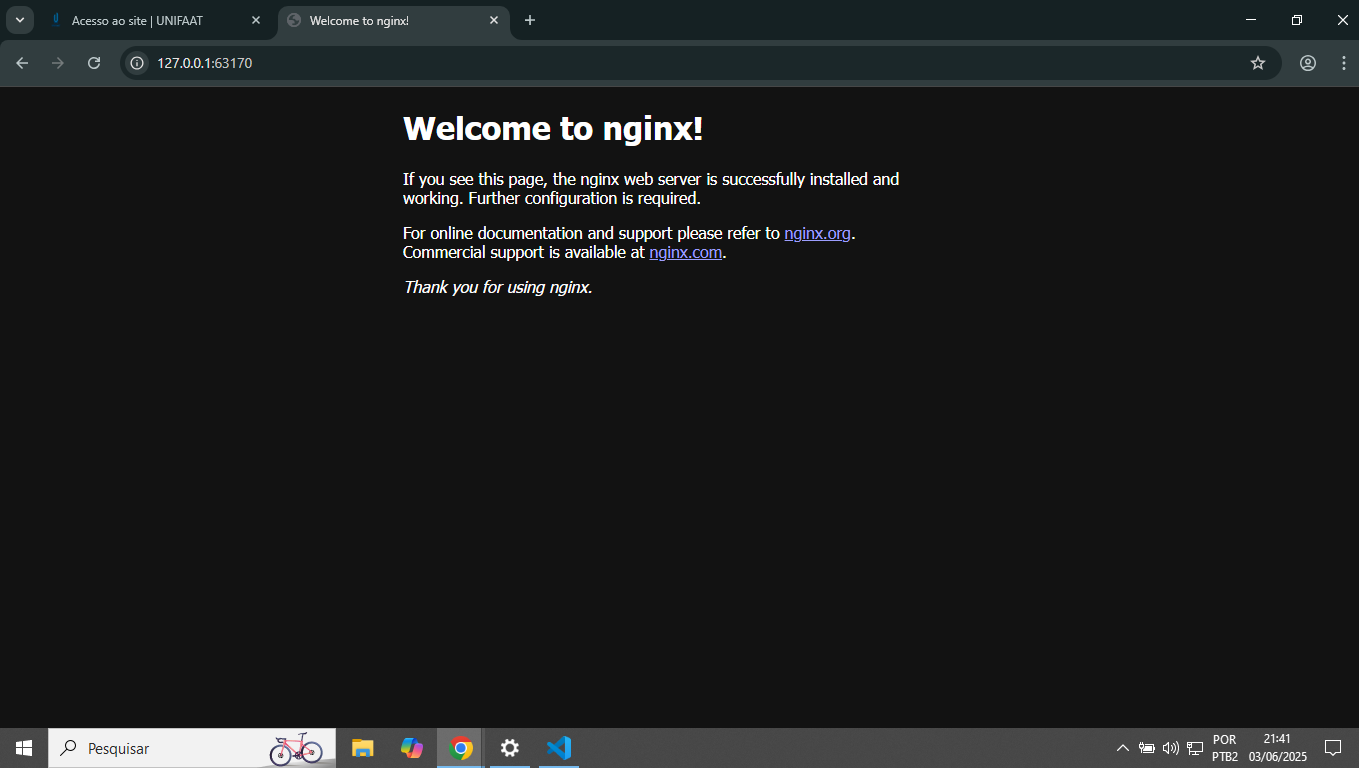 Acesso ao site | UNIFAAT
Welcome to nginx!
127.0.0.1:63170
Welcome to nginx!
If you see this page, the nginx web server is successfully installed and
working. Further configuration is required.
For online documentation and support please refer to nginx.org.
Commercial support is available at nginx.com.
Thank you for using nginx.
Pesquisar
POR
PTB2
21:41
03/06/2025